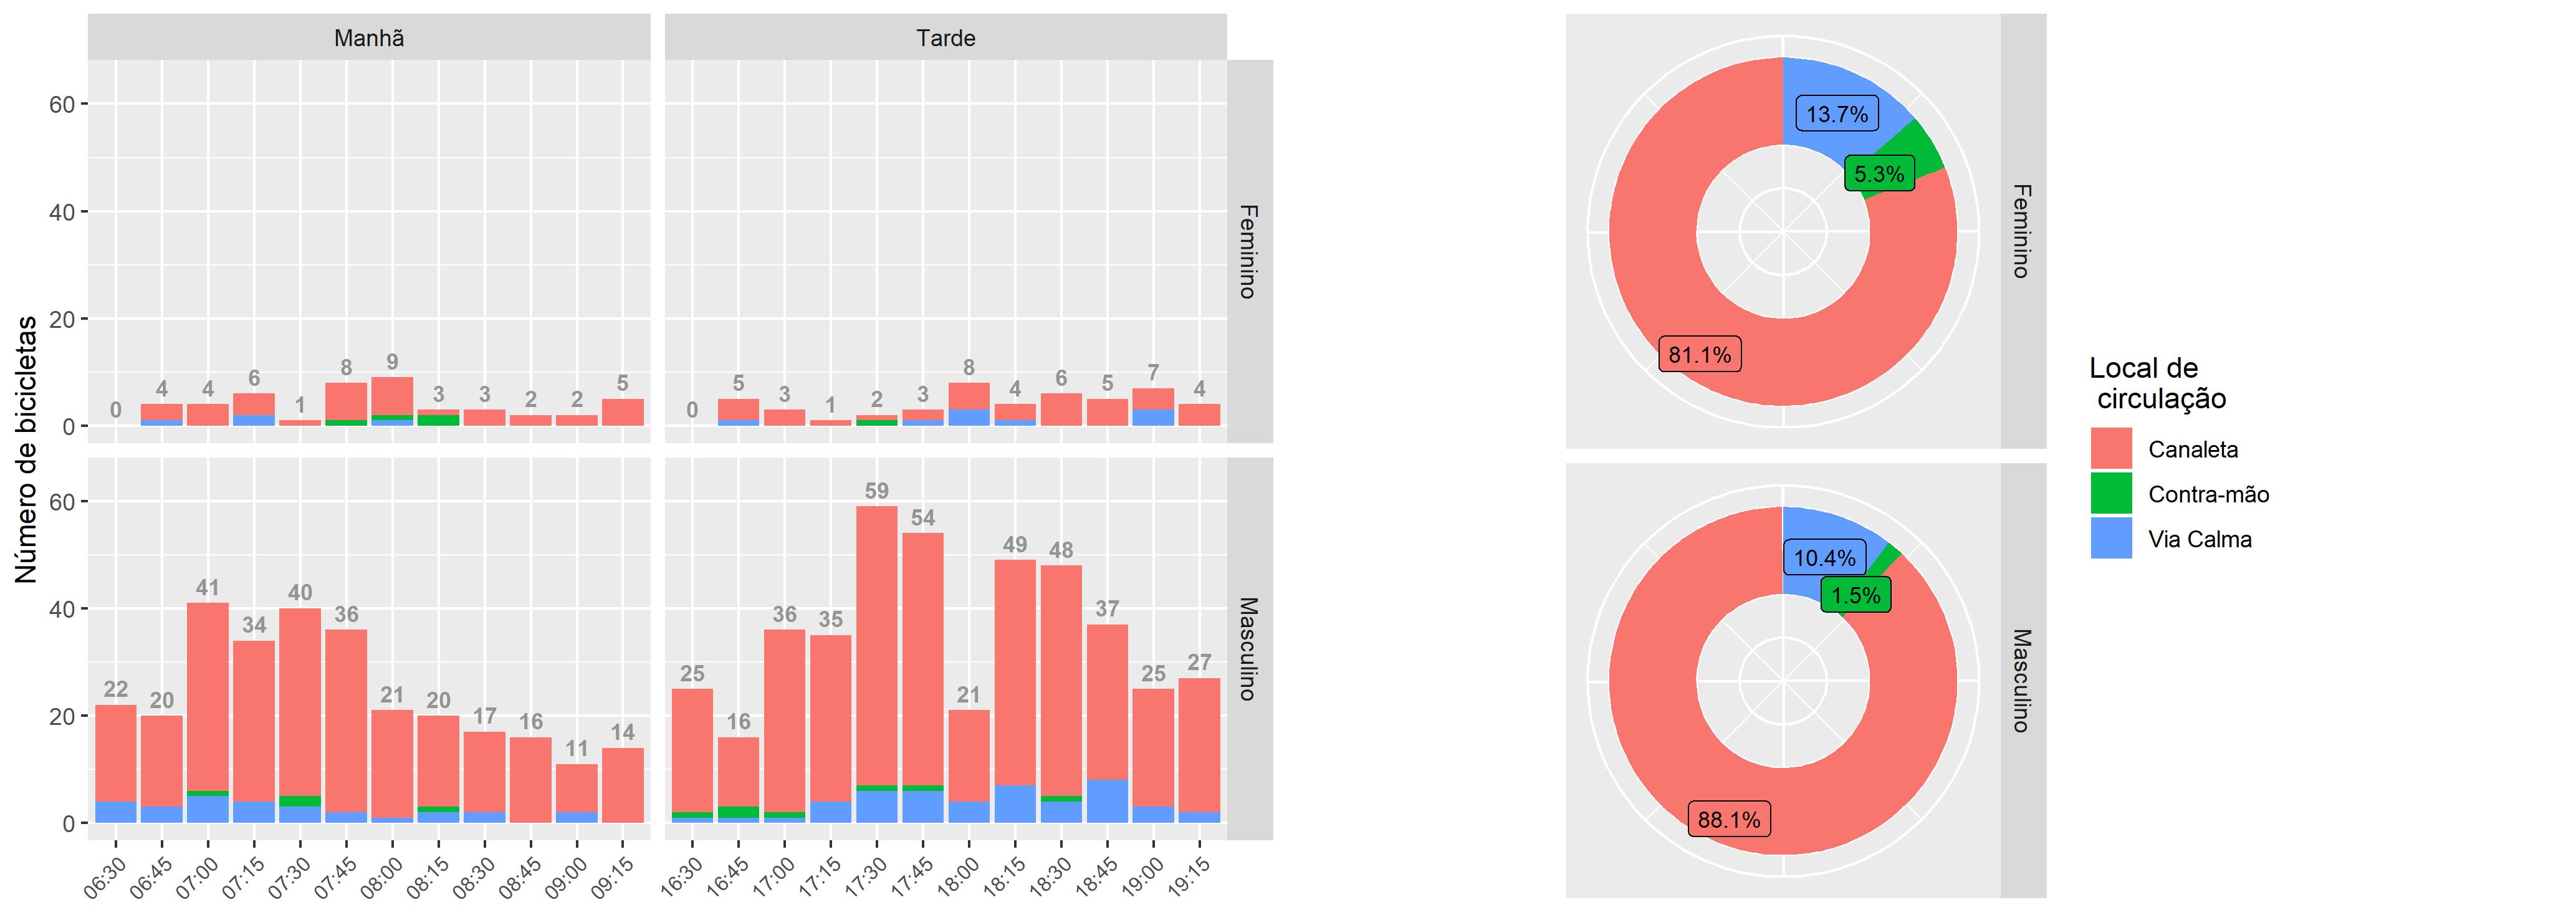 Manhã
Tarde
Número de bicicletas
60
40
20
0
0 4 4 6 1 8 9 3 3 2 2 5
0 5 3 1 2 3 8 4 6 5 7 4
Feminino
60
40
20
0
22 20 41 34 40 36 21 20 17 16 11 14
25 16 36 35 59 54 21 49 48 37 25 27
Masculino
06:30 06:45 07:00 07:15 07:30 07:45 08:00 08:15 08:30 08:45 09:00 09:15
16:30 16:45 17:00 17:15 17:30 17:45 18:00 18:15 18:30 18:45 19:00 19:15
13.7%
5.3%
81.1%
Feminino
10.4%
1.5%
88.1%
Masculino
Local de
circulação
Canaleta
Contra-mão
Via Calma